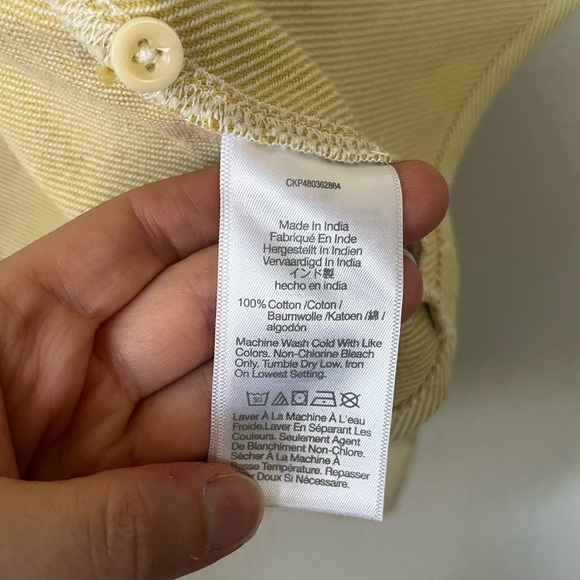 CKP480362864
Made In India
Fabriqué En Inde
Hergestellt In Indien
Vervaardigd In India
インド製
hecho en india
100% Cotton /Coton /
Baumwolle /Katoen /綿 /
algodón
Machine Wash Cold With Like
Colors. Non-Chlorine Bleach
Only. Tumble Dry Low. Iron
On Lowest Setting.
30
Laver À La Machine À L'eau
Froide.Laver En Séparant Les
Couleurs. Seulement Agent
De Blanchiment Non-Chlore.
Sécher À La Machine À
Basse Température. Repasser
Fer Doux Si Nécessaire.